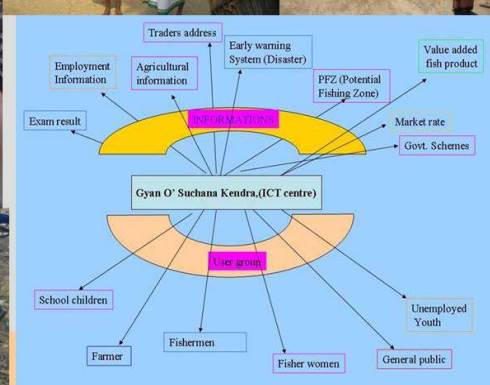 Traders address
Early warning
System (Disaster)
Value added
fish product
Employment
Information
Agricultural
information
PFZ (Potential
Fishing Zone)
Exam result
INFORMATIONS
Market rate
Govt. Schemes
Gyan O' Suchana Kendra,(ICT centre)
User group
School children
Unemployed
Youth
Fishermen
Farmer
Fisher women
General public